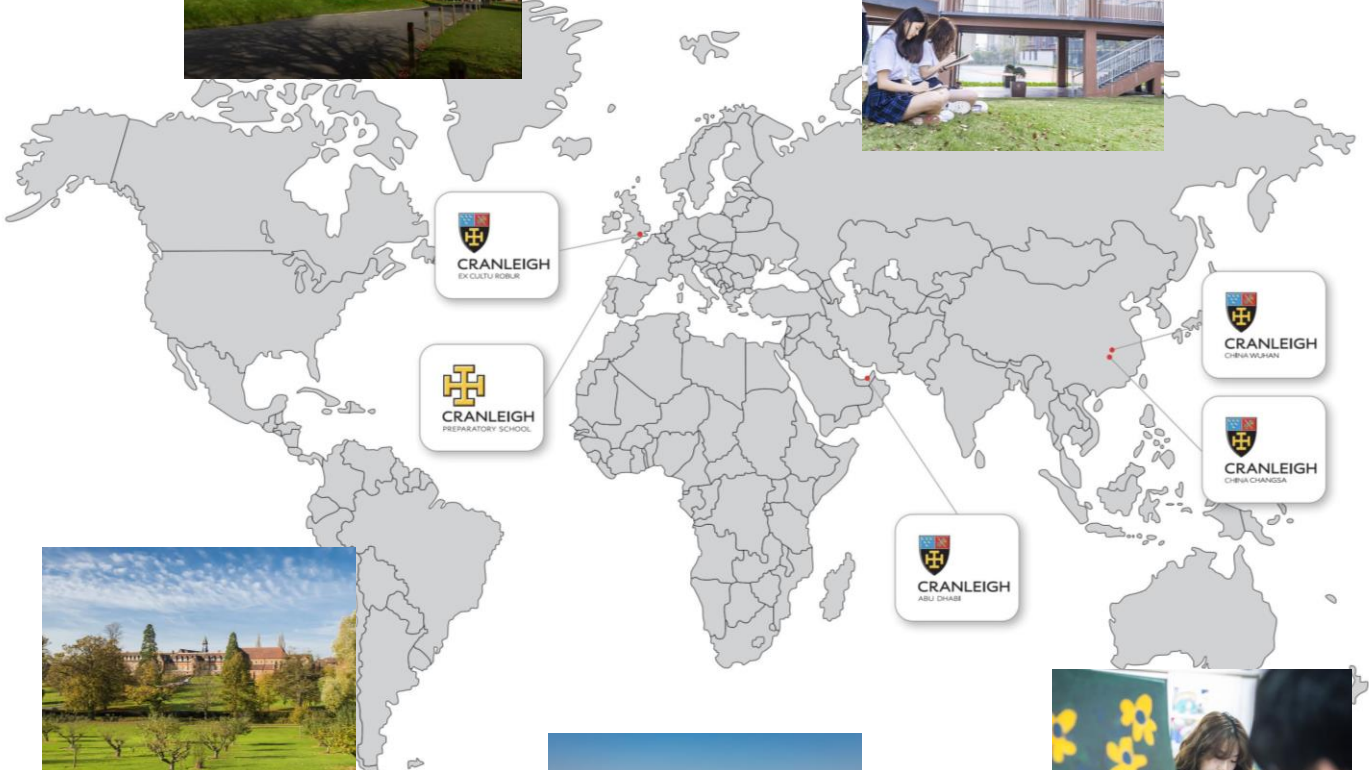 CRANLEIGH
EX CULTU ROBUR
CRANLEIGH
PREPARATORY SCHOOL
CRANLEIGH
CHINA WUHAN
CRANLEIGH
CHINA CHANGSA
CRANLEIGH
ABU DHABI